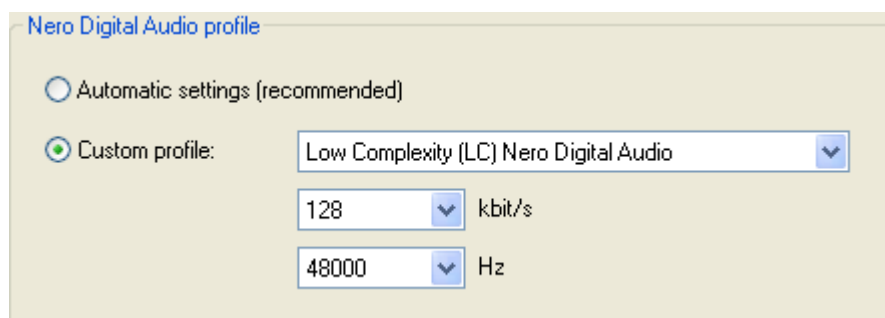 Nero Digital Audio profile
Automatic settings (recommended)
Custom profile: Low Complexity (LC) Nero Digital Audio
128 kbit/s
48000 Hz